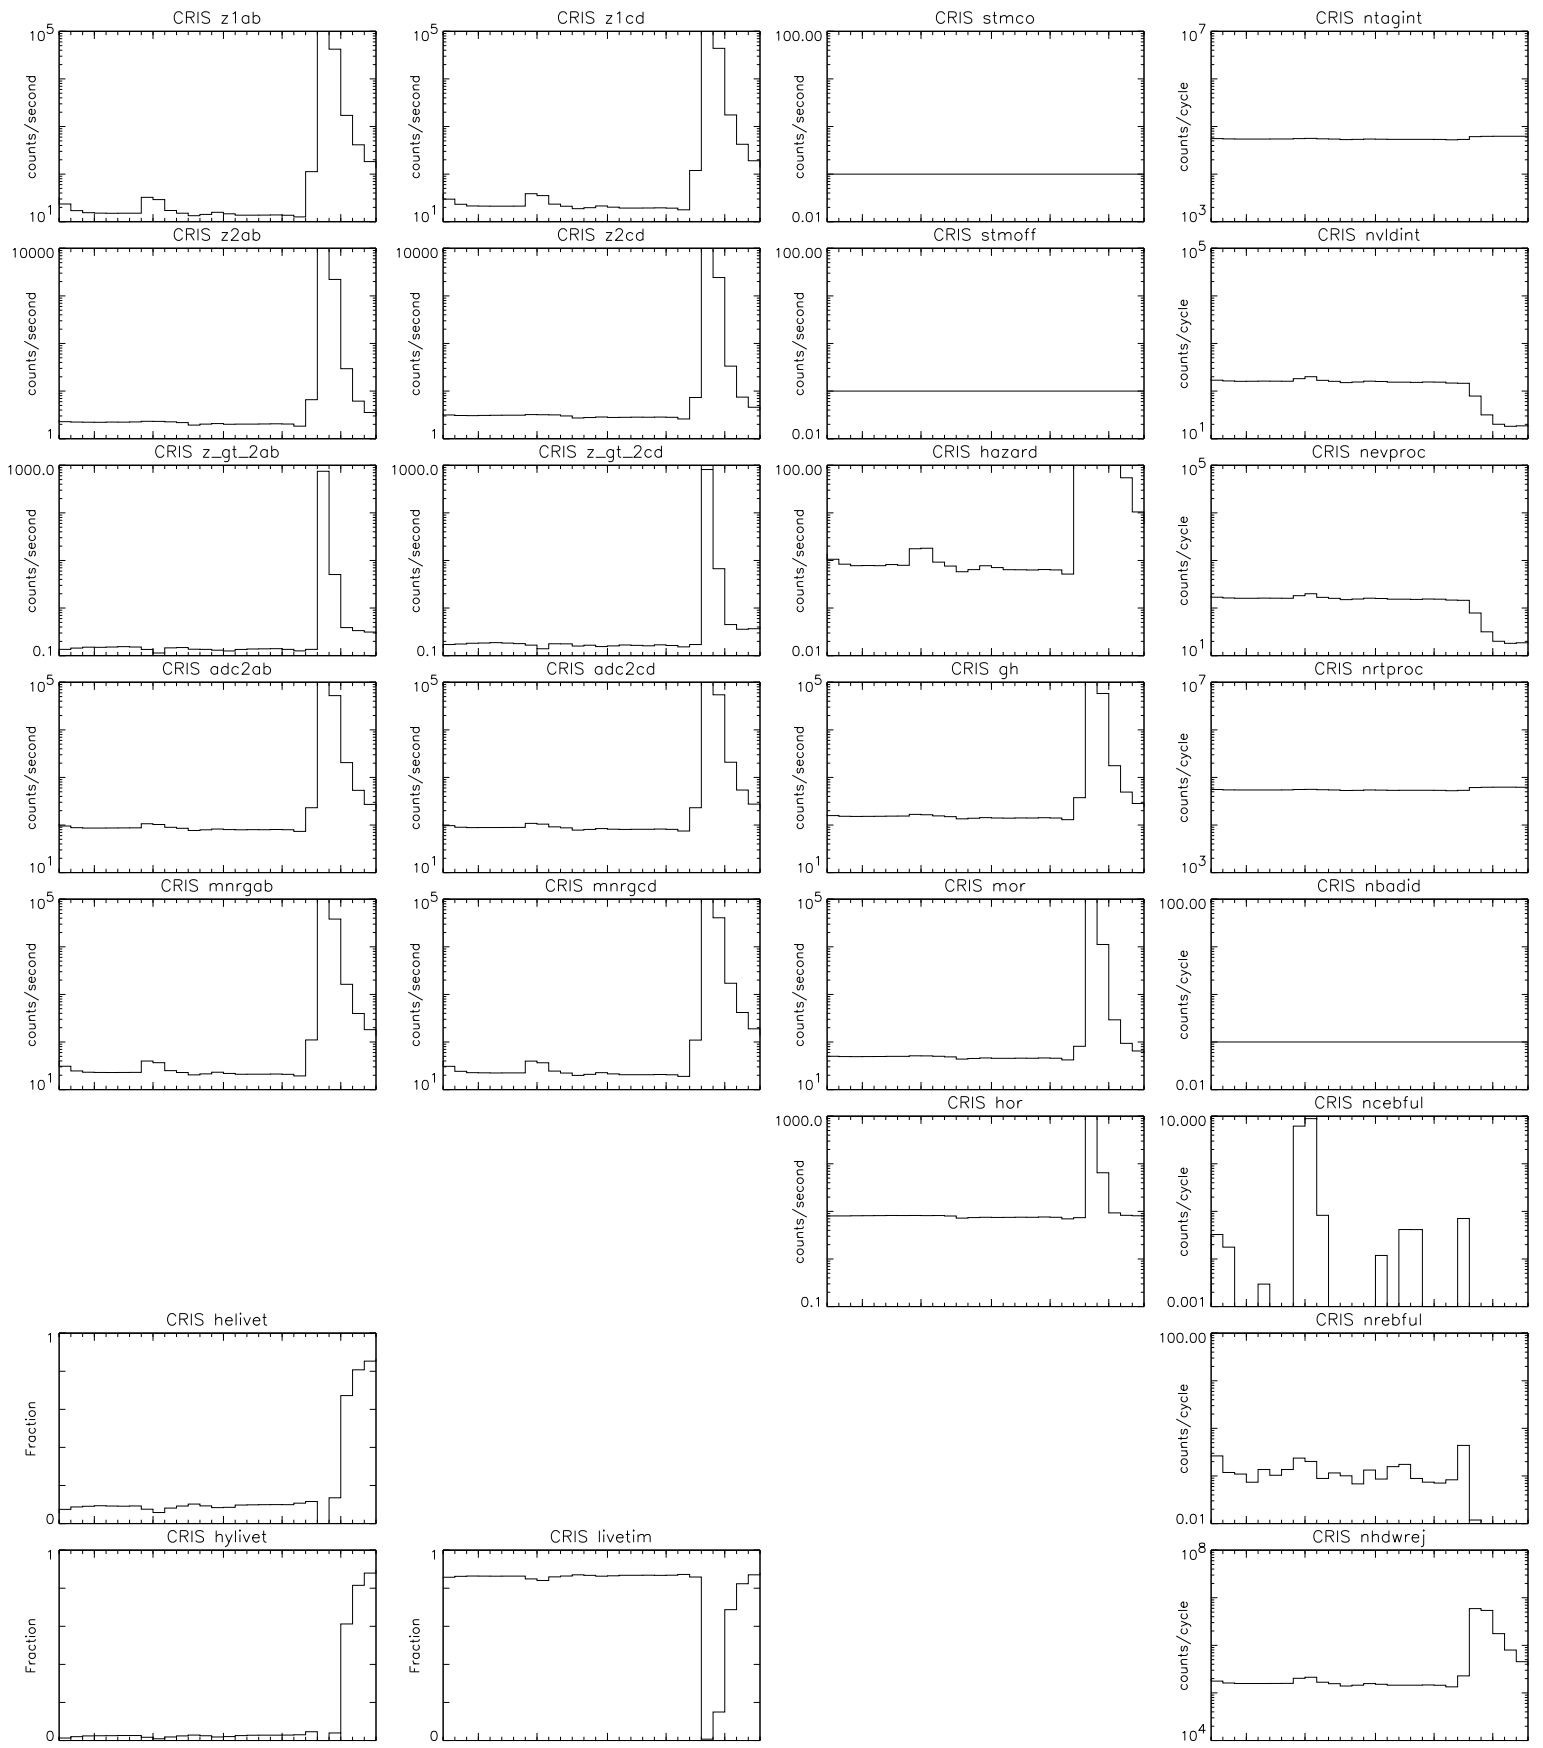 CRIS z1ab
10^5
counts/second
10^1
CRIS z1cd
10^5
counts/second
10^1
CRIS stmco
100.00
counts/second
0.01
CRIS ntagint
10^7
counts/cycle
10^3
CRIS z2ab
10000
counts/second
1
CRIS z2cd
10000
counts/second
1
CRIS stmoff
100.00
counts/second
0.01
CRIS nvldint
10^5
counts/cycle
10^1
CRIS z_gt_2ab
1000.0
counts/second
0.1
CRIS z_gt_2cd
1000.0
counts/second
0.1
CRIS hazard
100.00
counts/second
0.01
CRIS nevproc
10^5
counts/cycle
10^1
CRIS adc2ab
10^5
counts/second
10^1
CRIS adc2cd
10^5
counts/second
10^1
CRIS gh
10^5
counts/second
10^1
CRIS nrtproc
10^7
counts/cycle
10^3
CRIS mnrgab
10^5
counts/second
10^1
CRIS mnrgcd
10^5
counts/second
10^1
CRIS mor
10^5
counts/second
10^1
CRIS nbadid
100.00
counts/cycle
0.01
CRIS hor
1000.0
counts/second
0.1
CRIS ncebful
10.000
counts/cycle
0.001
CRIS helivet
1
Fraction
0
CRIS nrebful
100.00
counts/cycle
0.01
CRIS hylivet
1
Fraction
0
CRIS livetim
1
Fraction
0
CRIS nhdwrej
10^8
counts/cycle
10^4